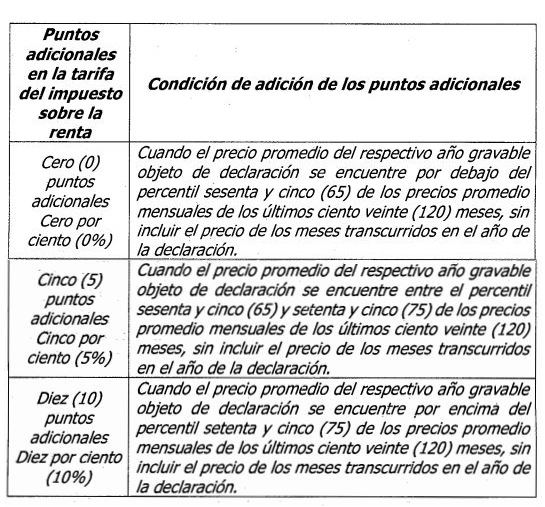 Puntos
adicionales
en la tarifa
del impuesto
sobre la
renta
Condición de adición de los puntos adicionales
Cero (0)
puntos
adicionales
Cero por
ciento (0%)
Cuando el precio promedio del respectivo año gravable
objeto de declaración se encuentre por debajo del
percentil sesenta y cinco (65) de los precios promedio
mensuales de los últimos ciento veinte (120) meses, sin
incluir el precio de los meses transcurridos en el año de
la declaración.
Cinco (5)
puntos
adicionales
Cinco por
ciento (5%)
Cuando el precio promedio del respectivo año gravable
objeto de declaración se encuentre entre el percentil
sesenta y cinco (65) y setenta y cinco (75) de los precios
promedio mensuales de los últimos ciento veinte (120)
meses, sin incluir el precio de los meses transcurridos
en el año de la declaración.
Diez (10)
puntos
adicionales
Diez por ciento
(10%)
Cuando el precio promedio del respectivo año gravable
objeto de declaración se encuentre por encima del
percentil setenta y cinco (75) de los precios promedio
mensuales de los últimos ciento veinte (120) meses, sin
incluir el precio de los meses transcurridos en el año de
la declaración.